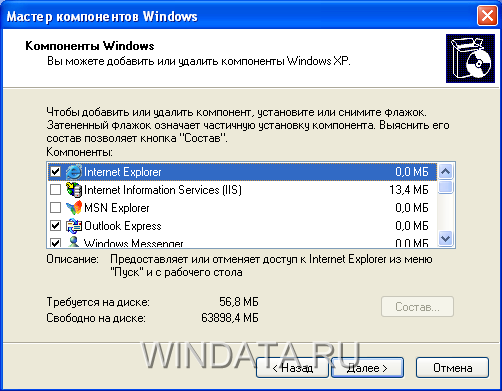 Мастер компонентов Windows
Компоненты Windows
Вы можете добавить или удалить компоненты Windows XP.
Чтобы добавить или удалить компонент, установите или снимите флажок.
Затененный флажок означает частичную установку компонента. Выяснить его
состав позволяет кнопка "Состав".
Компоненты:
Internet Explorer 0,0 МБ
Internet Information Services (IIS) 13,4 МБ
MSN Explorer 0,0 МБ
Outlook Express 0,0 МБ
Windows Messenger 0,0 МБ
Описание: Предоставляет или отменяет доступ к Internet Explorer из меню
"Пуск" и с рабочего стола
Требуется на диске: 56,8 МБ
Состав...
Свободно на диске: 63898,4 МБ
WINDATA.RU
< Назад Далее > Отмена